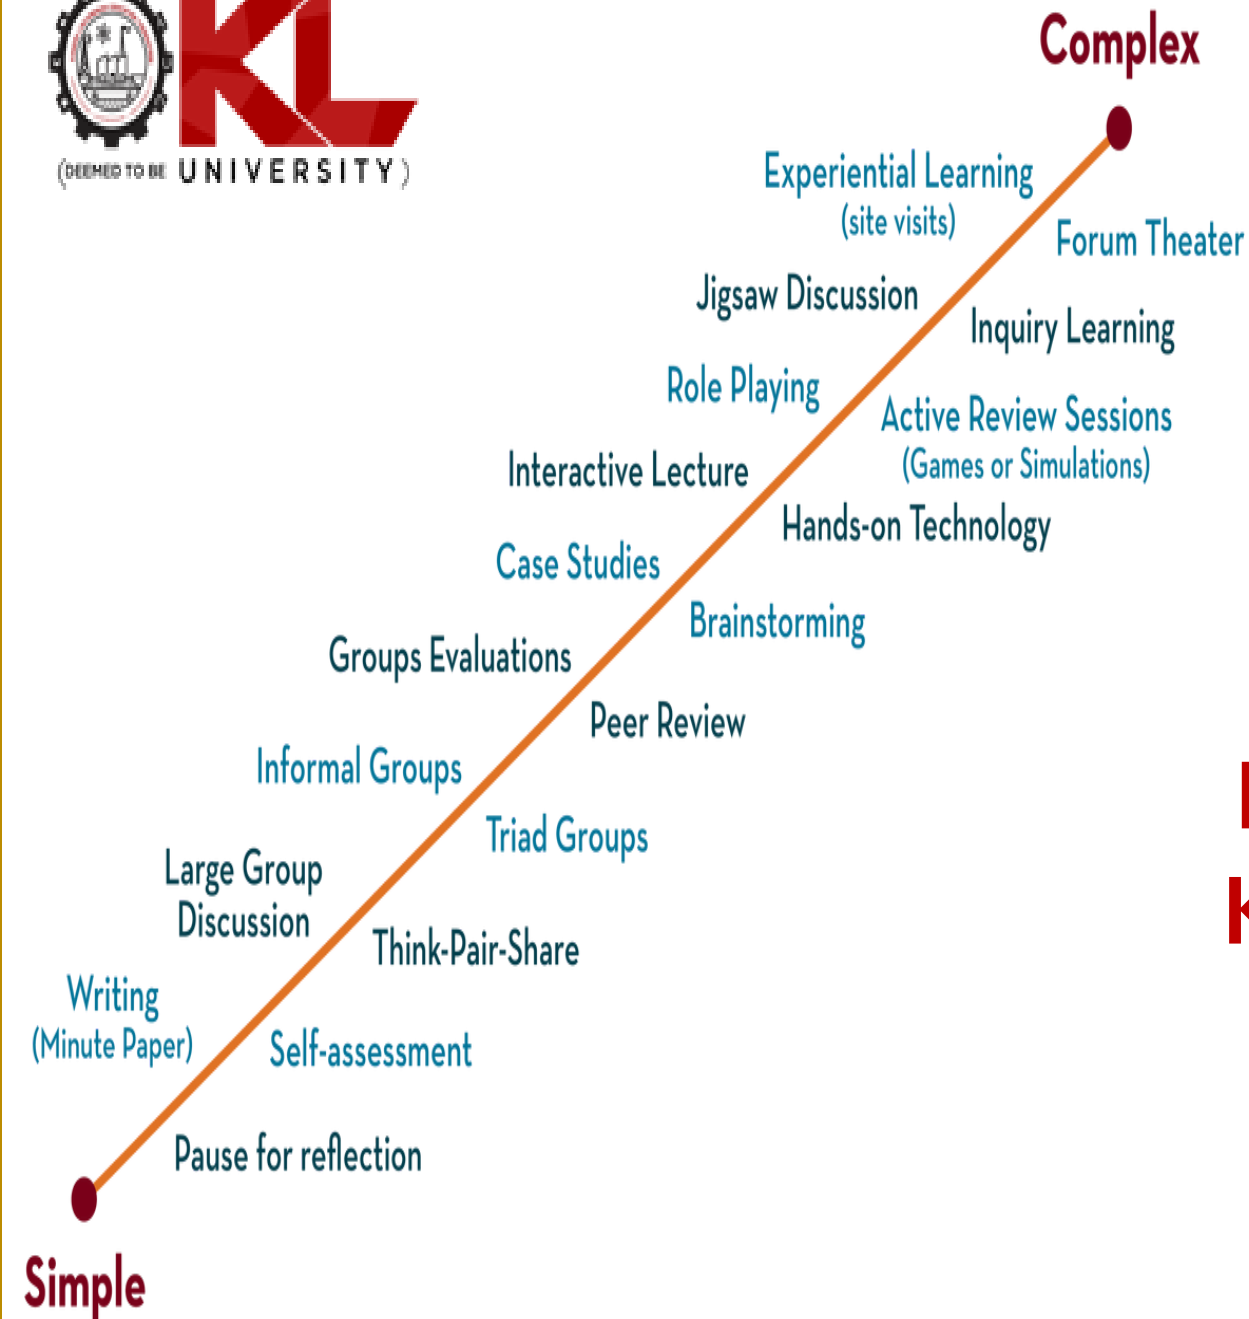 KL
(DEEMED TO BE UNIVERSITY)
Complex
Experiential Learning
(site visits)
Forum Theater
Jigsaw Discussion
Inquiry Learning
Role Playing
Active Review Sessions
(Games or Simulations)
Interactive Lecture
Hands-on Technology
Case Studies
Brainstorming
Groups Evaluations
Peer Review
Informal Groups
Triad Groups
Large Group
Discussion
Think-Pair-Share
Writing
(Minute Paper)
Self-assessment
Pause for reflection
Simple